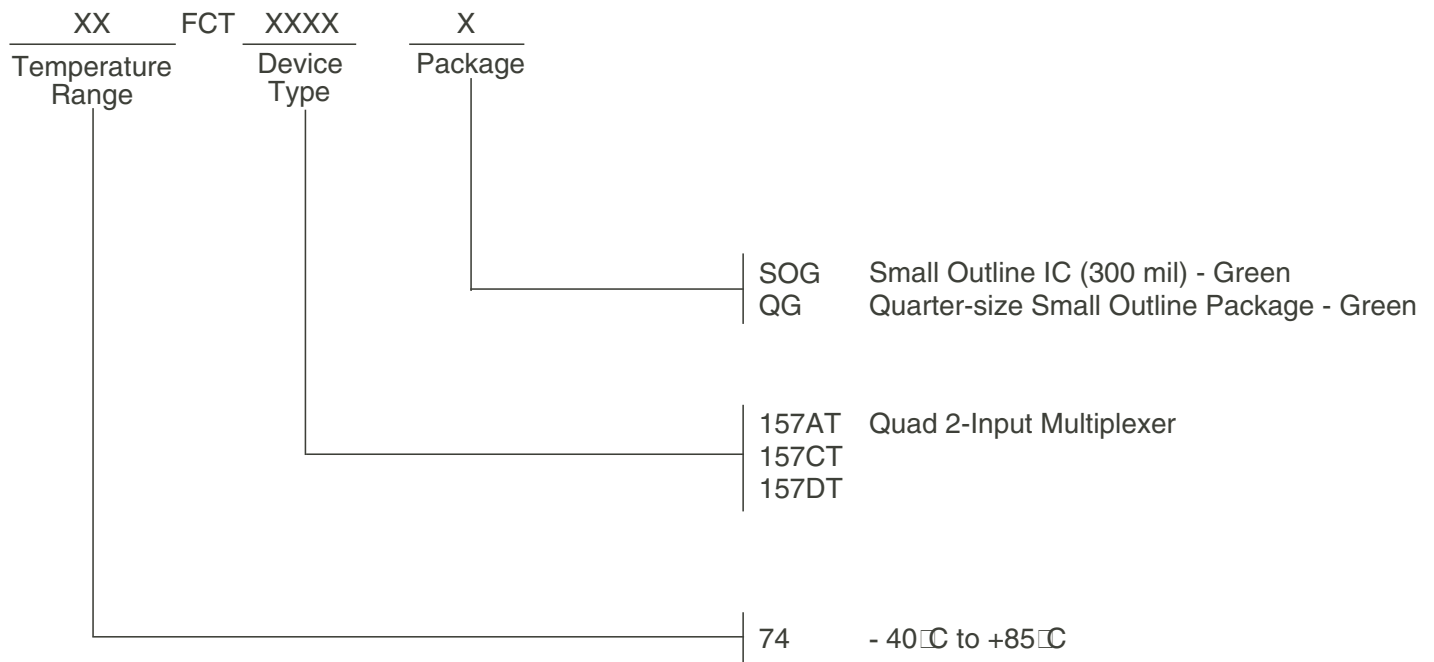 XX FCT XXXX X
Temperature Range
Device Type
Package
SOG Small Outline IC (300 mil) - Green
QG Quarter-size Small Outline Package - Green
157AT Quad 2-Input Multiplexer
157CT
157DT
74 - 40□C to +85□C